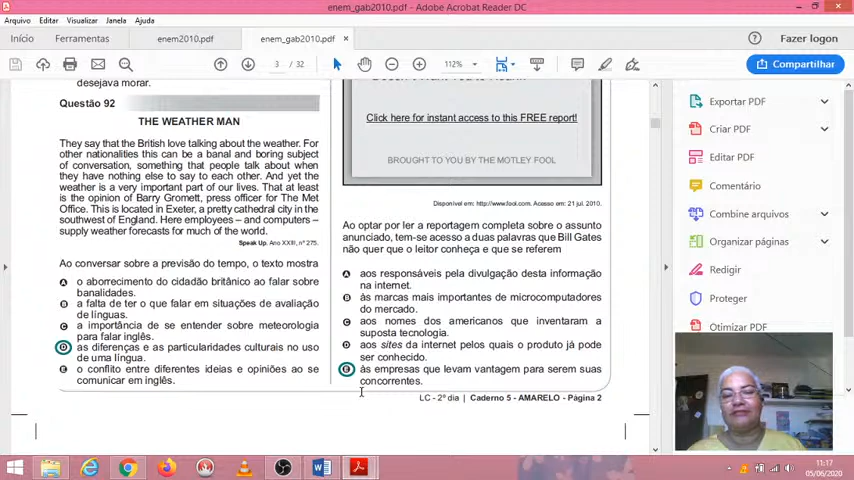 enem_gab2010.pdf - Adobe Acrobat Reader DC
Arquivo Editar Visualizar Janela Ajuda
Início Ferramentas enem2010.pdf enem_gab2010.pdf × Fazer logon
3 / 32 112% Compartilhar
desejava morar.
Questão 92
THE WEATHER MAN
They say that the British love talking about the weather. For
other nationalities this can be a banal and boring subject
of conversation, something that people talk about when
they have nothing else to say to each other. And yet the
weather is a very important part of our lives. That at least
is the opinion of Barry Gromett, press officer for The Met
Office. This is located in Exeter, a pretty cathedral city in the
southwest of England. Here employees – and computers –
supply weather forecasts for much of the world.
Speak Up. Ano XXIII, nº 275.
Ao conversar sobre a previsão do tempo, o texto mostra
A o aborrecimento do cidadão britânico ao falar sobre
banalidades.
B a falta de ter o que falar em situações de avaliação
de línguas.
C a importância de se entender sobre meteorologia
para falar inglês.
D as diferenças e as particularidades culturais no uso
de uma língua.
E o conflito entre diferentes ideias e opiniões ao se
comunicar em inglês.
Click here for instant access to this FREE report!
BROUGHT TO YOU BY THE MOTLEY FOOL
Disponível em: http://www.fool.com. Acesso em: 21 jul. 2010.
Ao optar por ler a reportagem completa sobre o assunto
anunciado, tem-se acesso a duas palavras que Bill Gates
não quer que o leitor conheça e que se referem
A aos responsáveis pela divulgação desta informação
na internet.
B às marcas mais importantes de microcomputadores
do mercado.
C aos nomes dos americanos que inventaram a
suposta tecnologia.
D aos sites da internet pelos quais o produto já pode
ser conhecido.
E às empresas que levam vantagem para serem suas
concorrentes.
LC - 2º dia | Caderno 5 - AMARELO - Página 2
Exportar PDF
Criar PDF
Editar PDF
Comentário
Combinar arquivos
Organizar páginas
Redigir
Proteger
Otimizar PDF
11:17
05/06/2020